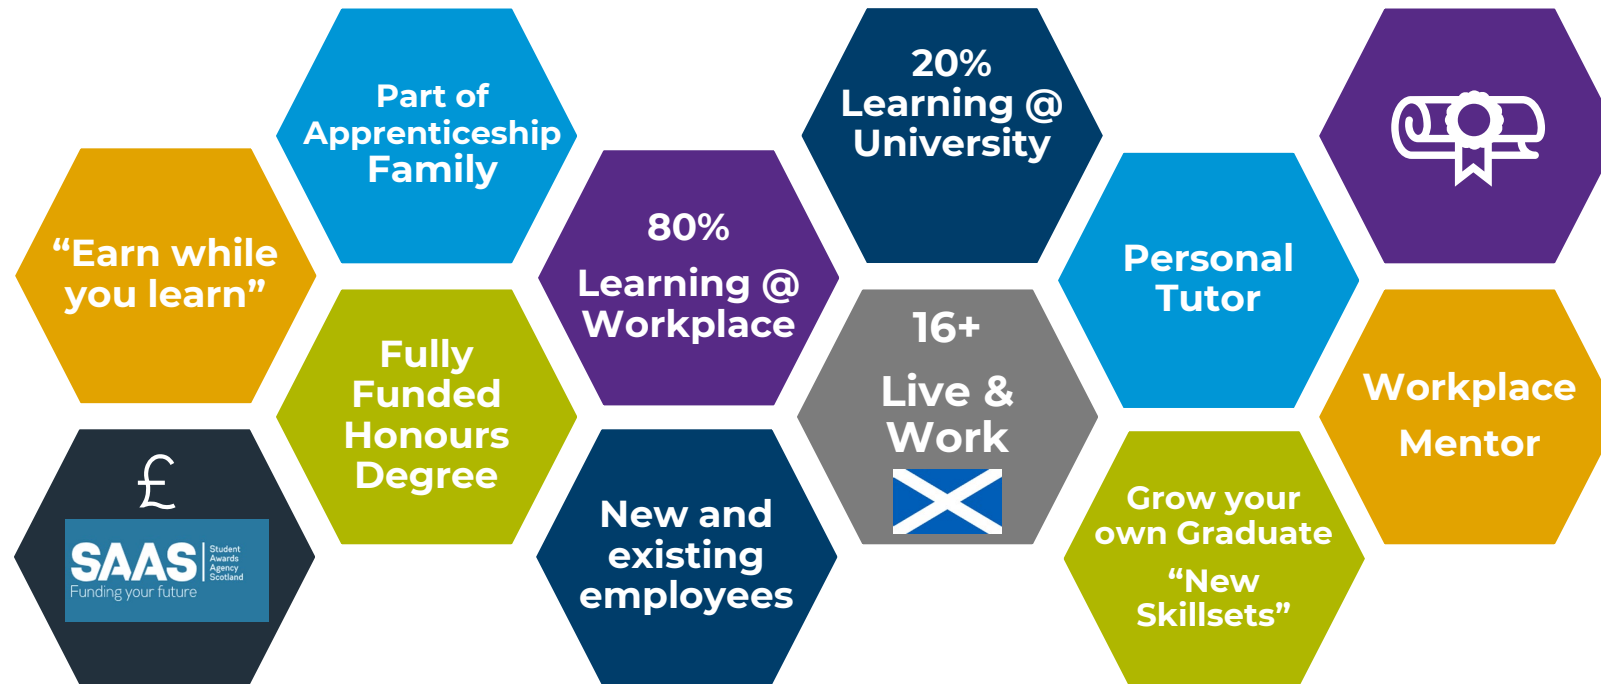 “Earn while
you learn”
£
SAAS
Student
Awards
Agency
Scotland
Funding your future
Part of
Apprenticeship
Family
Fully
Funded
Honours
Degree
80%
Learning @
Workplace
New and
existing
employees
20%
Learning @
University
16+
Live &
Work
Personal
Tutor
Grow your
own Graduate
“New
Skillsets”
Workplace
Mentor